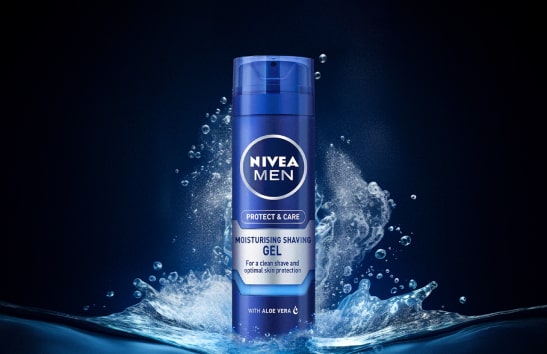 NIVEA
MEN
PROTECT & CARE
MOISTURISING SHAVING
GEL
For a clean shave and
optimal skin protection
WITH ALOE VERA